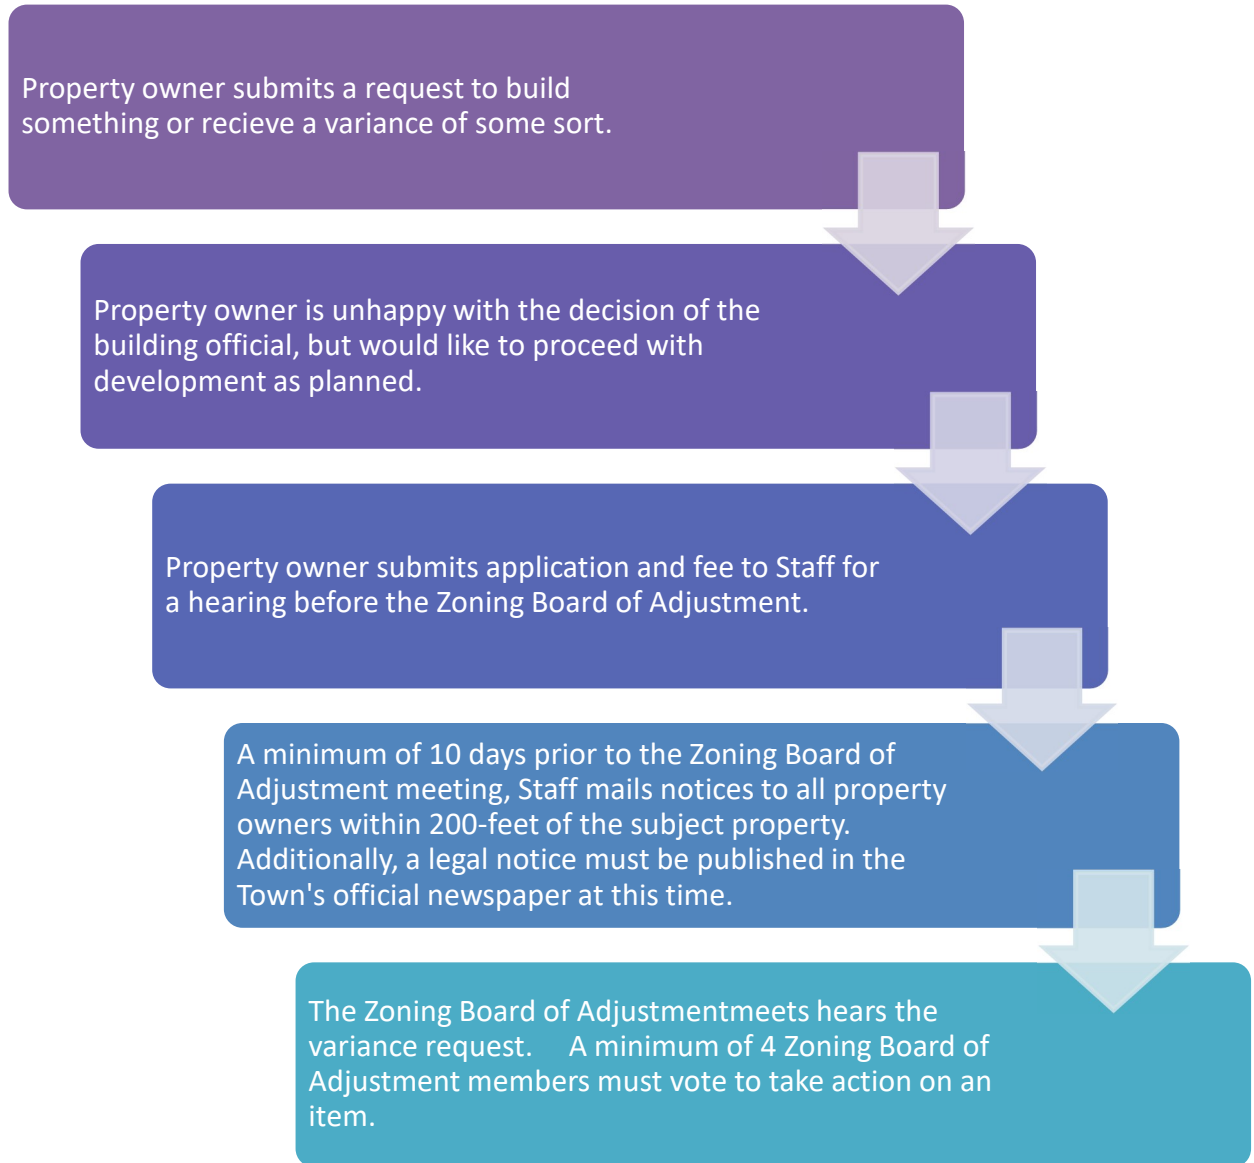 Property owner submits a request to build
something or recieve a variance of some sort.
Property owner is unhappy with the decision of the
building official, but would like to proceed with
development as planned.
Property owner submits application and fee to Staff for
a hearing before the Zoning Board of Adjustment.
A minimum of 10 days prior to the Zoning Board of
Adjustment meeting, Staff mails notices to all property
owners within 200-feet of the subject property.
Additionally, a legal notice must be published in the
Town's official newspaper at this time.
The Zoning Board of Adjustmentmeets hears the
variance request.    A minimum of 4 Zoning Board of
Adjustment members must vote to take action on an
item.